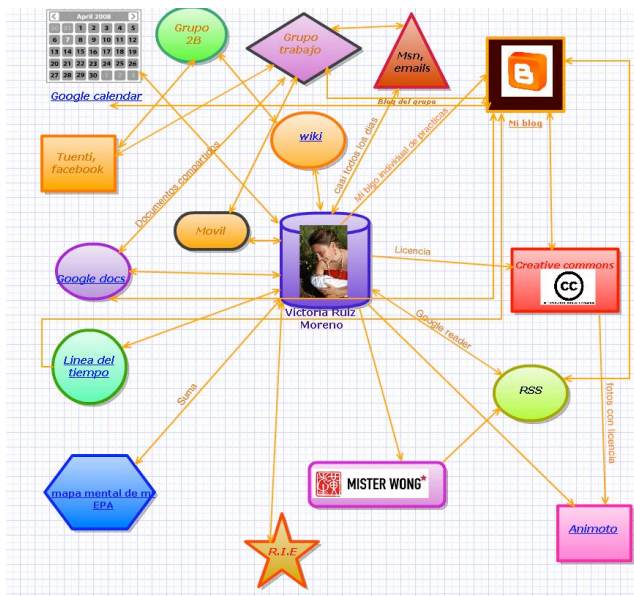 April 2008
1 2 3 4 5
6 7 8 9 10 11 12
13 14 15 16 17 18 19
20 21 22 23 24 25 26
27 28 29 30
Google calendar
Grupo
2B
Grupo
trabajo
Msn,
emails
Blog del grupo
Mi blog
Tuenti,
facebook
wiki
Documentos compartidos
casi todos los dias
Mi blgo individual de practicas
Movil
Licencia
Google docs
Creative commons
cc
Victoria Ruiz
Moreno
Google reader
Linea del
tiempo
RSS
Suma
fotos con licencia
mapa mental de m
EPA
MISTER WONG
Animoto
R.I.E